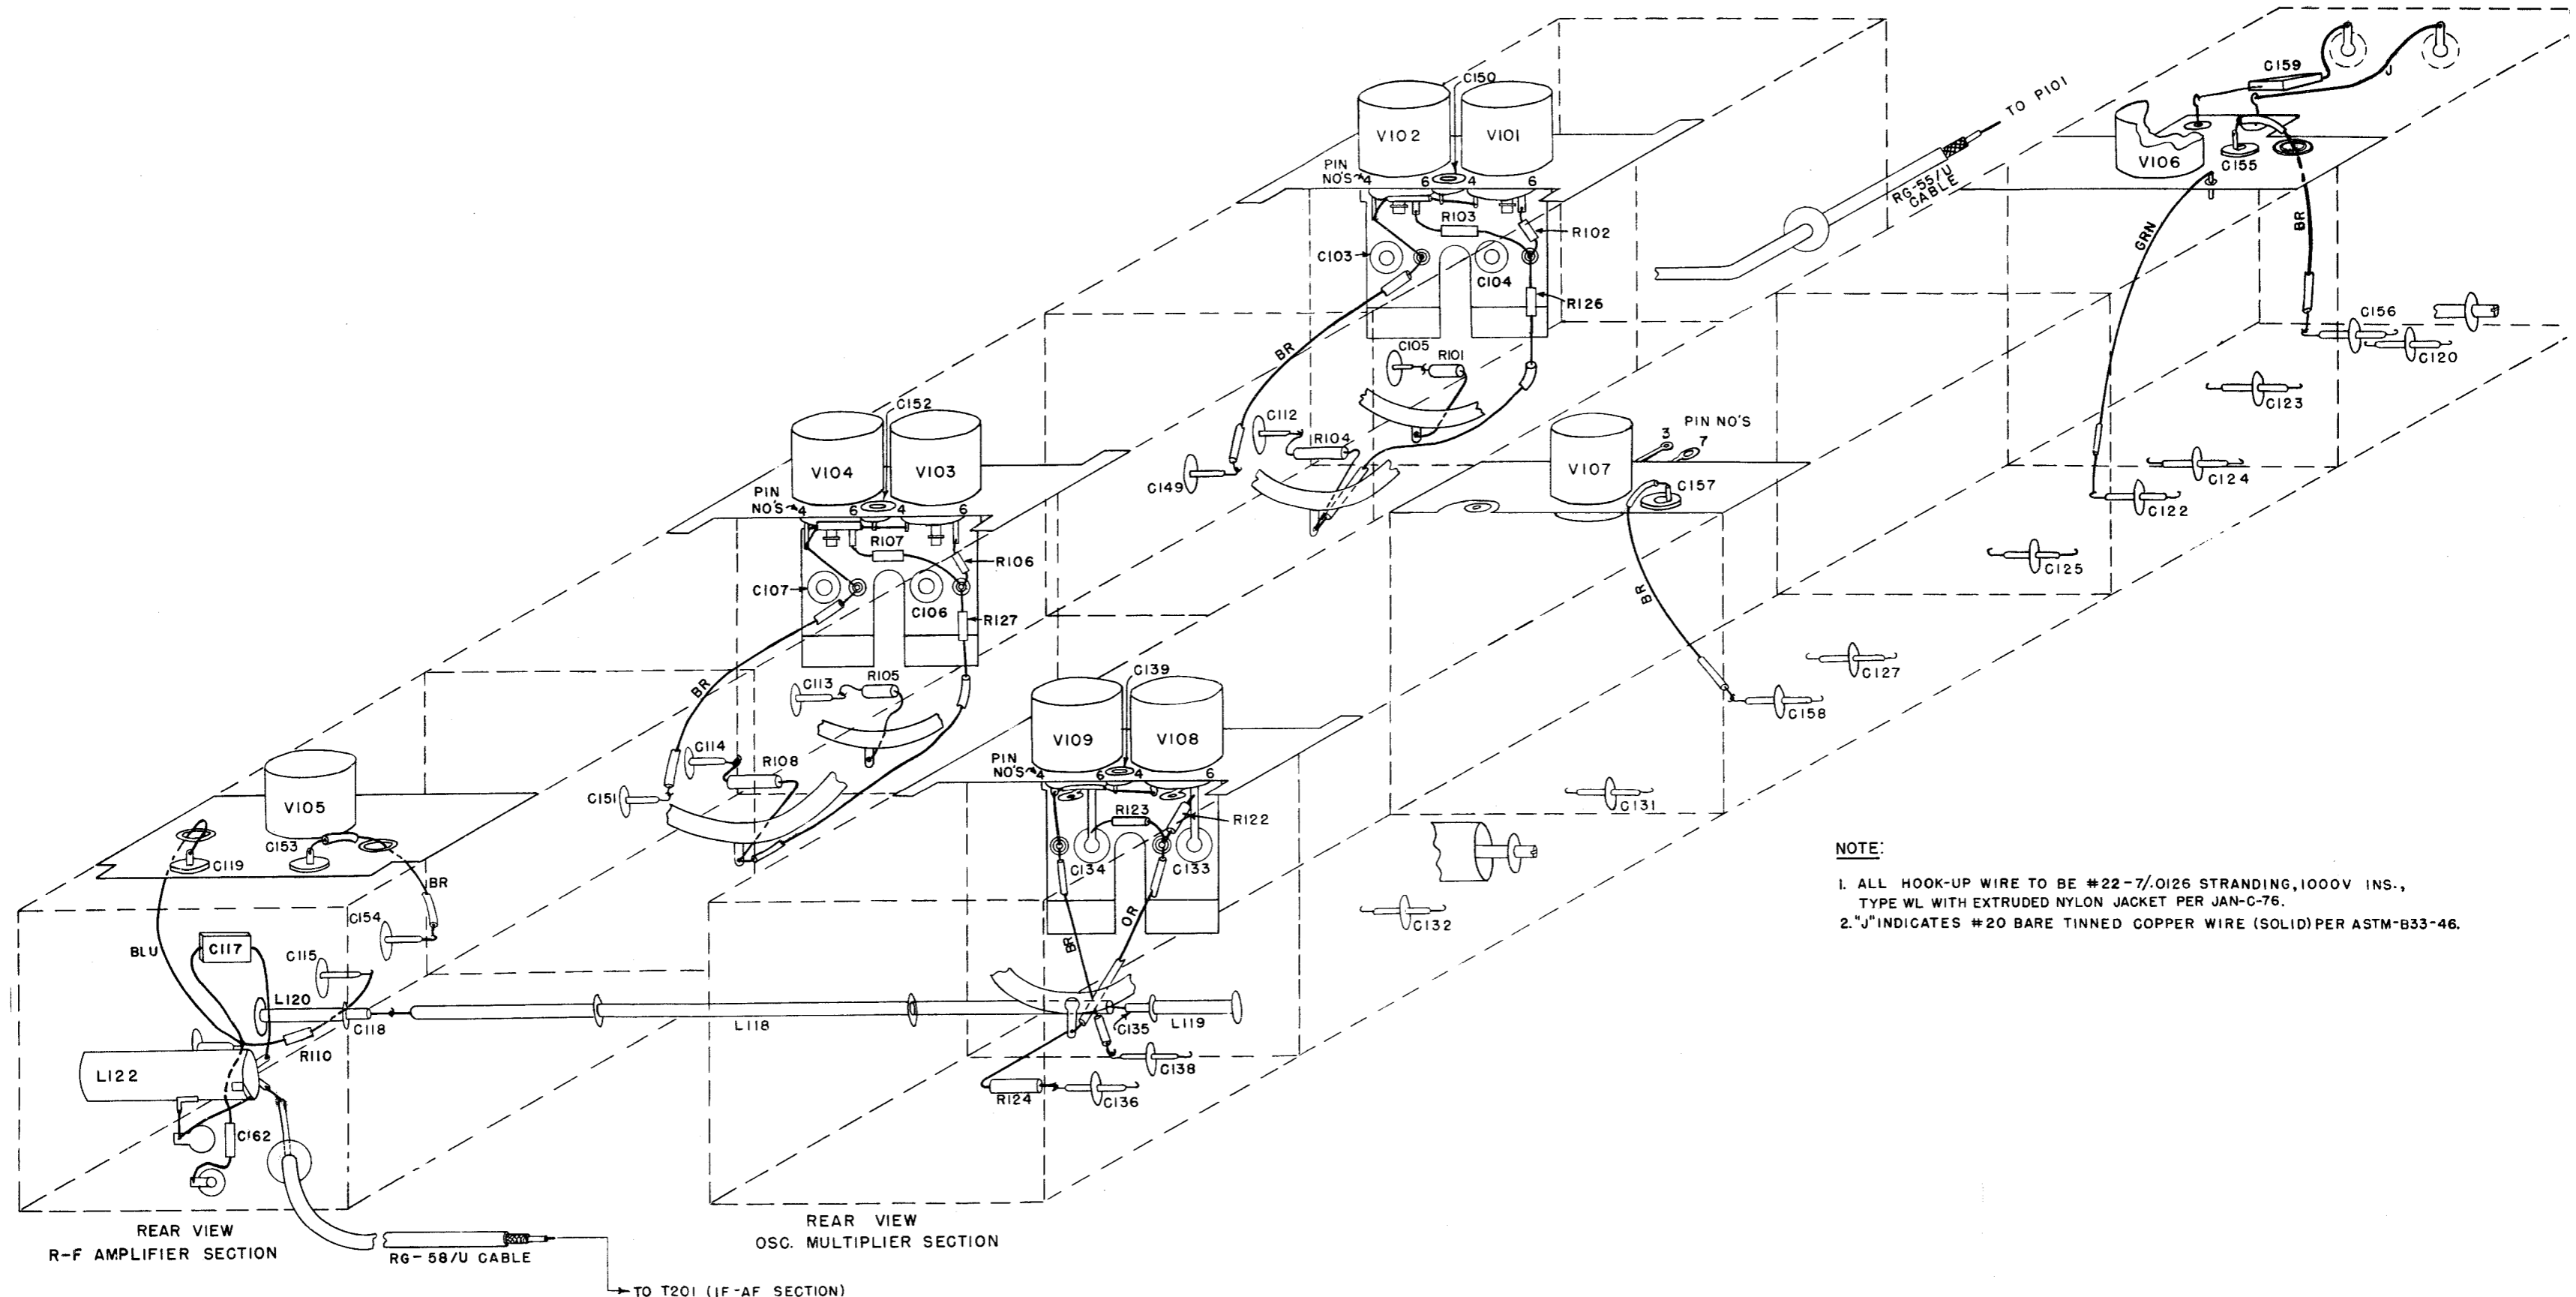 C159
J
C150
V102
V101
TO P101
V106
C155
PIN
NO'S
4
6
4
6
RG-55/U
CABLE
R103
R102
GRN
BR
C103
C104
R126
C156
C120
BR
C105
R101
C123
C152
C112
R104
PIN NO'S
3
7
V107
C124
C149
C157
C122
V104
V103
PIN
NO'S
4
6
4
6
R107
R106
C125
C107
C106
R127
BR
C127
BR
C113
R105
C139
C158
V109
V108
C114
R108
PIN
NO'S
4
6
4
6
C151
C131
V105
R123
R122
C153
C119
C134
C133
BR
C132
OR
BR
C154
BLU
C117
C115
L120
C118
L118
C135
L119
R110
L122
C138
R124
C136
C162
REAR VIEW
R-F AMPLIFIER SECTION
REAR VIEW
OSC. MULTIPLIER SECTION
RG-58/U CABLE
TO T201 (IF-AF SECTION)
NOTE:
1. ALL HOOK-UP WIRE TO BE #22-7/.0126 STRANDING, 1000V INS.,
TYPE WL WITH EXTRUDED NYLON JACKET PER JAN-C-76.
2. "J" INDICATES #20 BARE TINNED COPPER WIRE (SOLID) PER ASTM-B33-46.